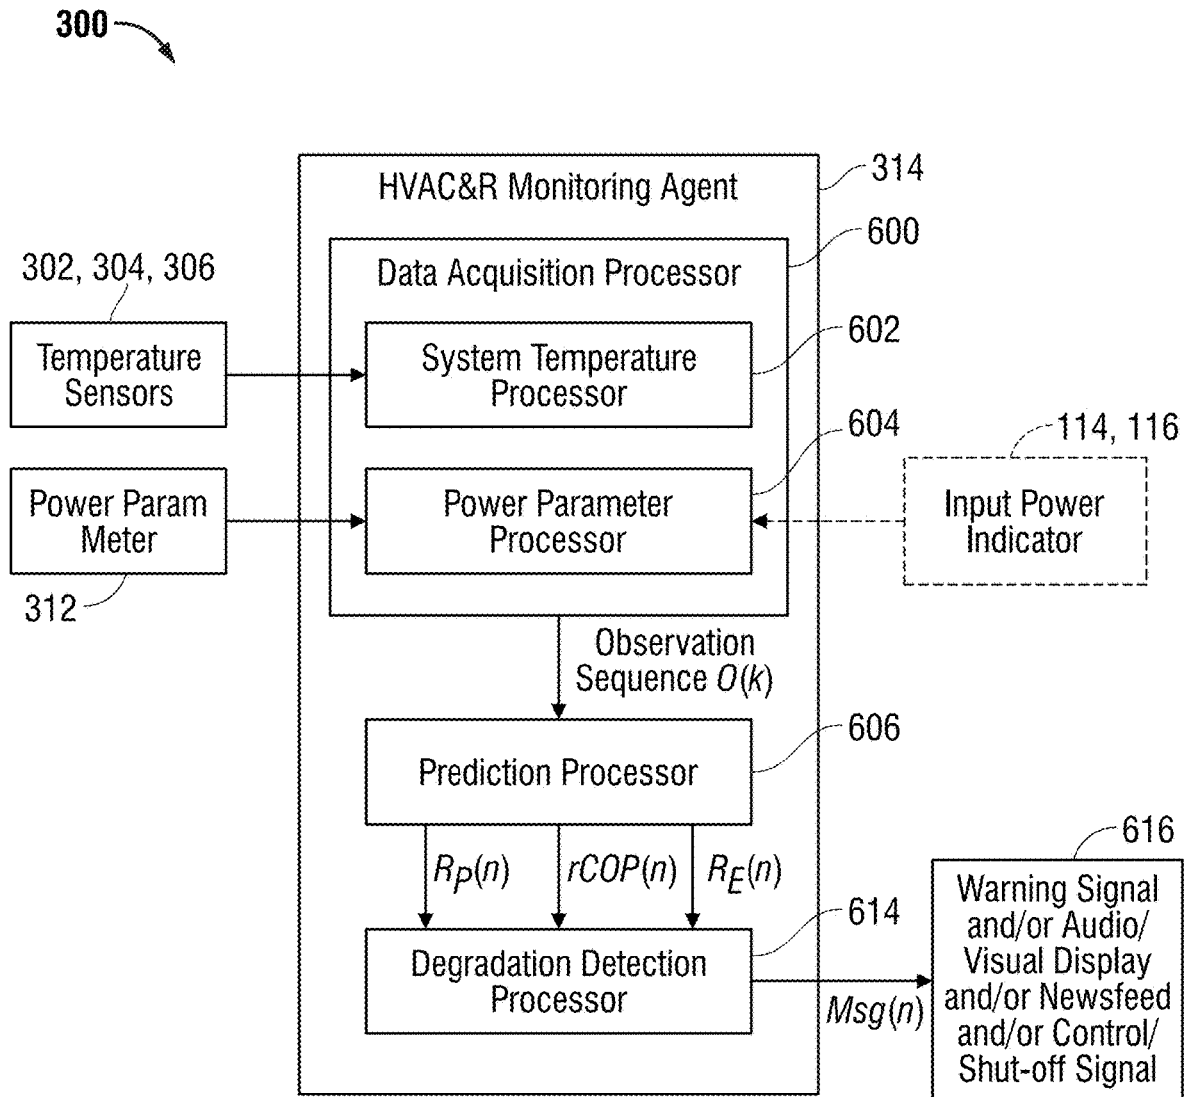 300
314
HVAC&R Monitoring Agent
600
302, 304, 306
Data Acquisition Processor
602
Temperature
Sensors
System Temperature
Processor
604
114, 116
Power Param
Meter
Power Parameter
Processor
Input Power
Indicator
312
Observation
Sequence O(k)
606
Prediction Processor
616
RP(n)
rCOP(n)
RE(n)
614
Degradation Detection
Processor
Msg(n)
Warning Signal
and/or Audio/
Visual Display
and/or Newsfeed
and/or Control/
Shut-off Signal